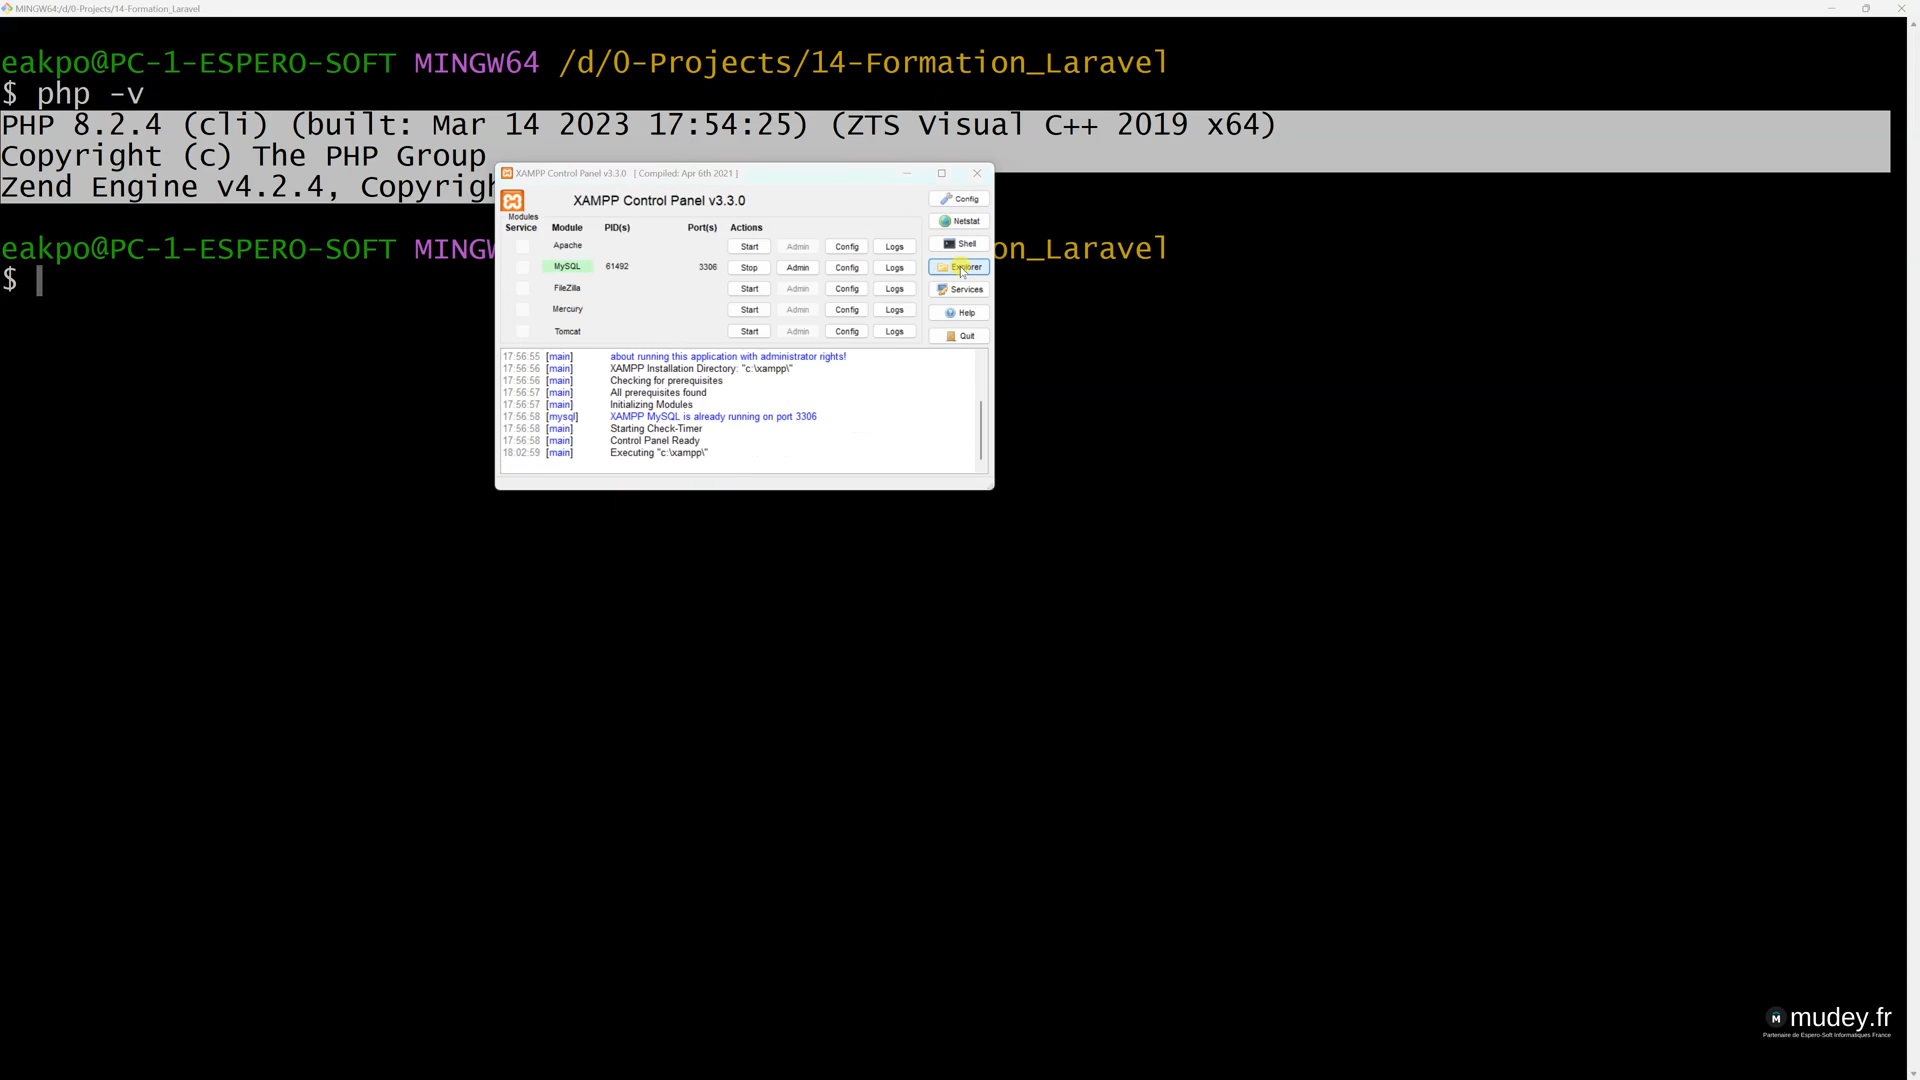 MINGW64:/d/0-Projects/14-Formation_Laravel
eakpo@PC-1-ESPERO-SOFT MINGW64 /d/0-Projects/14-Formation_Laravel
$ php -v
PHP 8.2.4 (cli) (built: Mar 14 2023 17:54:25) (ZTS Visual C++ 2019 x64)
Copyright (c) The PHP Group
Zend Engine v4.2.4,
eakpo@PC-1-ESPERO-SOFT
$
XAMPP Control Panel v3.3.0 [ Compiled: Apr 6th 2021 ]
XAMPP Control Panel v3.3.0
Config
Modules
Service Module PID(s) Port(s) Actions
Netstat
Apache Start Admin Config Logs
Shell
MySQL 61492 3306 Stop Admin Config Logs
Explorer
FileZilla Start Admin Config Logs
Services
Mercury Start Admin Config Logs
Help
Tomcat Start Admin Config Logs
Quit
17:56:55 [main] about running this application with administrator rights!
17:56:56 [main] XAMPP Installation Directory: "c:\xampp\"
17:56:56 [main] Checking for prerequisites
17:56:57 [main] All prerequisites found
17:56:57 [main] Initializing Modules
17:56:58 [mysql] XAMPP MySQL is already running on port 3306
17:56:58 [main] Starting Check-Timer
17:56:58 [main] Control Panel Ready
18:02:59 [main] Executing "c:\xampp\"
mudey.fr
Partenaire de Espero-Soft Informatiques France